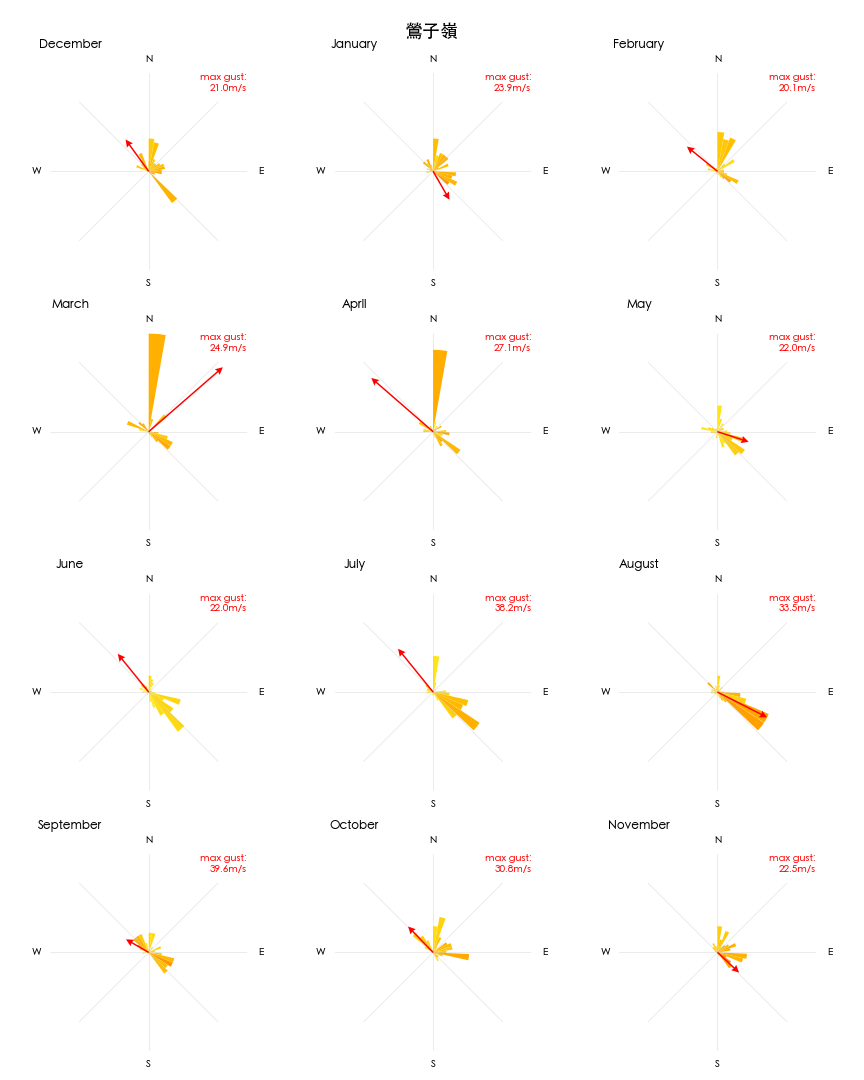 鶯子嶺
December
N
max gust:
21.0m/s
W
E
S
January
N
max gust:
23.9m/s
W
E
S
February
N
max gust:
20.1m/s
W
E
S
March
N
max gust:
24.9m/s
W
E
S
April
N
max gust:
27.1m/s
W
E
S
May
N
max gust:
22.0m/s
W
E
S
June
N
max gust:
22.0m/s
W
E
S
July
N
max gust:
38.2m/s
W
E
S
August
N
max gust:
33.5m/s
W
E
S
September
N
max gust:
39.6m/s
W
E
S
October
N
max gust:
30.8m/s
W
E
S
November
N
max gust:
22.5m/s
W
E
S